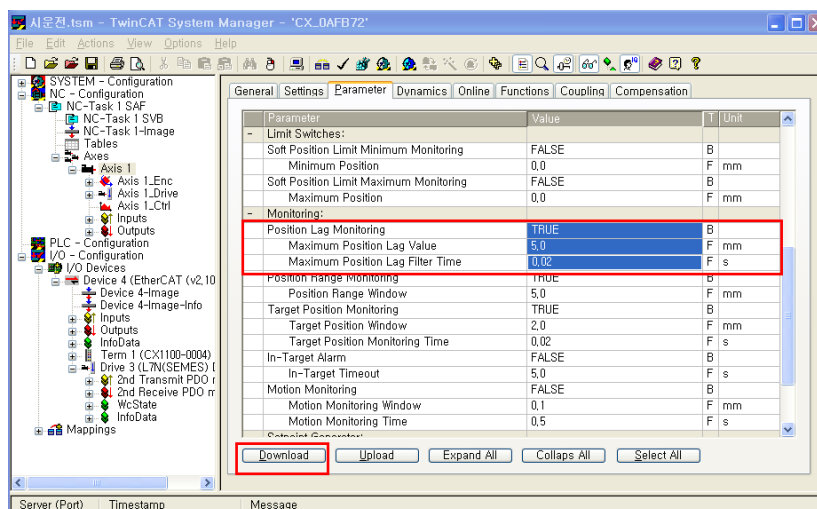 시운전.tsm - TwinCAT System Manager - 'CX_0AFB72'
File Edit Actions View Options Help
SYSTEM - Configuration
NC - Configuration
NC-Task 1 SAF
NC-Task 1 SVB
NC-Task 1-Image
Tables
Axes
Axis 1
Axis 1_Enc
Axis 1_Drive
Axis 1_Ctrl
Inputs
Outputs
PLC - Configuration
I/O - Configuration
I/O Devices
Device 4 (EtherCAT (v2,10
Device 4-Image
Device 4-Image-Info
Inputs
Outputs
InfoData
Term 1 (CX1100-0004)
Drive 3 (L7N(SEMES) [
2nd Transmit PDO r
2nd Receive PDO m
WcState
InfoData
Mappings
General Settings Parameter Dynamics Online Functions Coupling Compensation
Parameter Value T Unit
- Limit Switches:
Soft Position Limit Minimum Monitoring FALSE B
Minimum Position 0,0 F mm
Soft Position Limit Maximum Monitoring FALSE B
Maximum Position 0,0 F mm
- Monitoring:
Position Lag Monitoring TRUE B
Maximum Position Lag Value 5,0 F mm
Maximum Position Lag Filter Time 0,02 F s
Position Range Monitoring TRUE B
Position Range Window 5,0 F mm
Target Position Monitoring TRUE B
Target Position Window 2,0 F mm
Target Position Monitoring Time 0,02 F s
In-Target Alarm FALSE B
In-Target Timeout 5,0 F s
Motion Monitoring FALSE B
Motion Monitoring Window 0,1 F mm
Motion Monitoring Time 0,5 F s
Setpoint Generator:
Download Upload Expand All Collaps All Select All
Server (Port) Timestamp Message